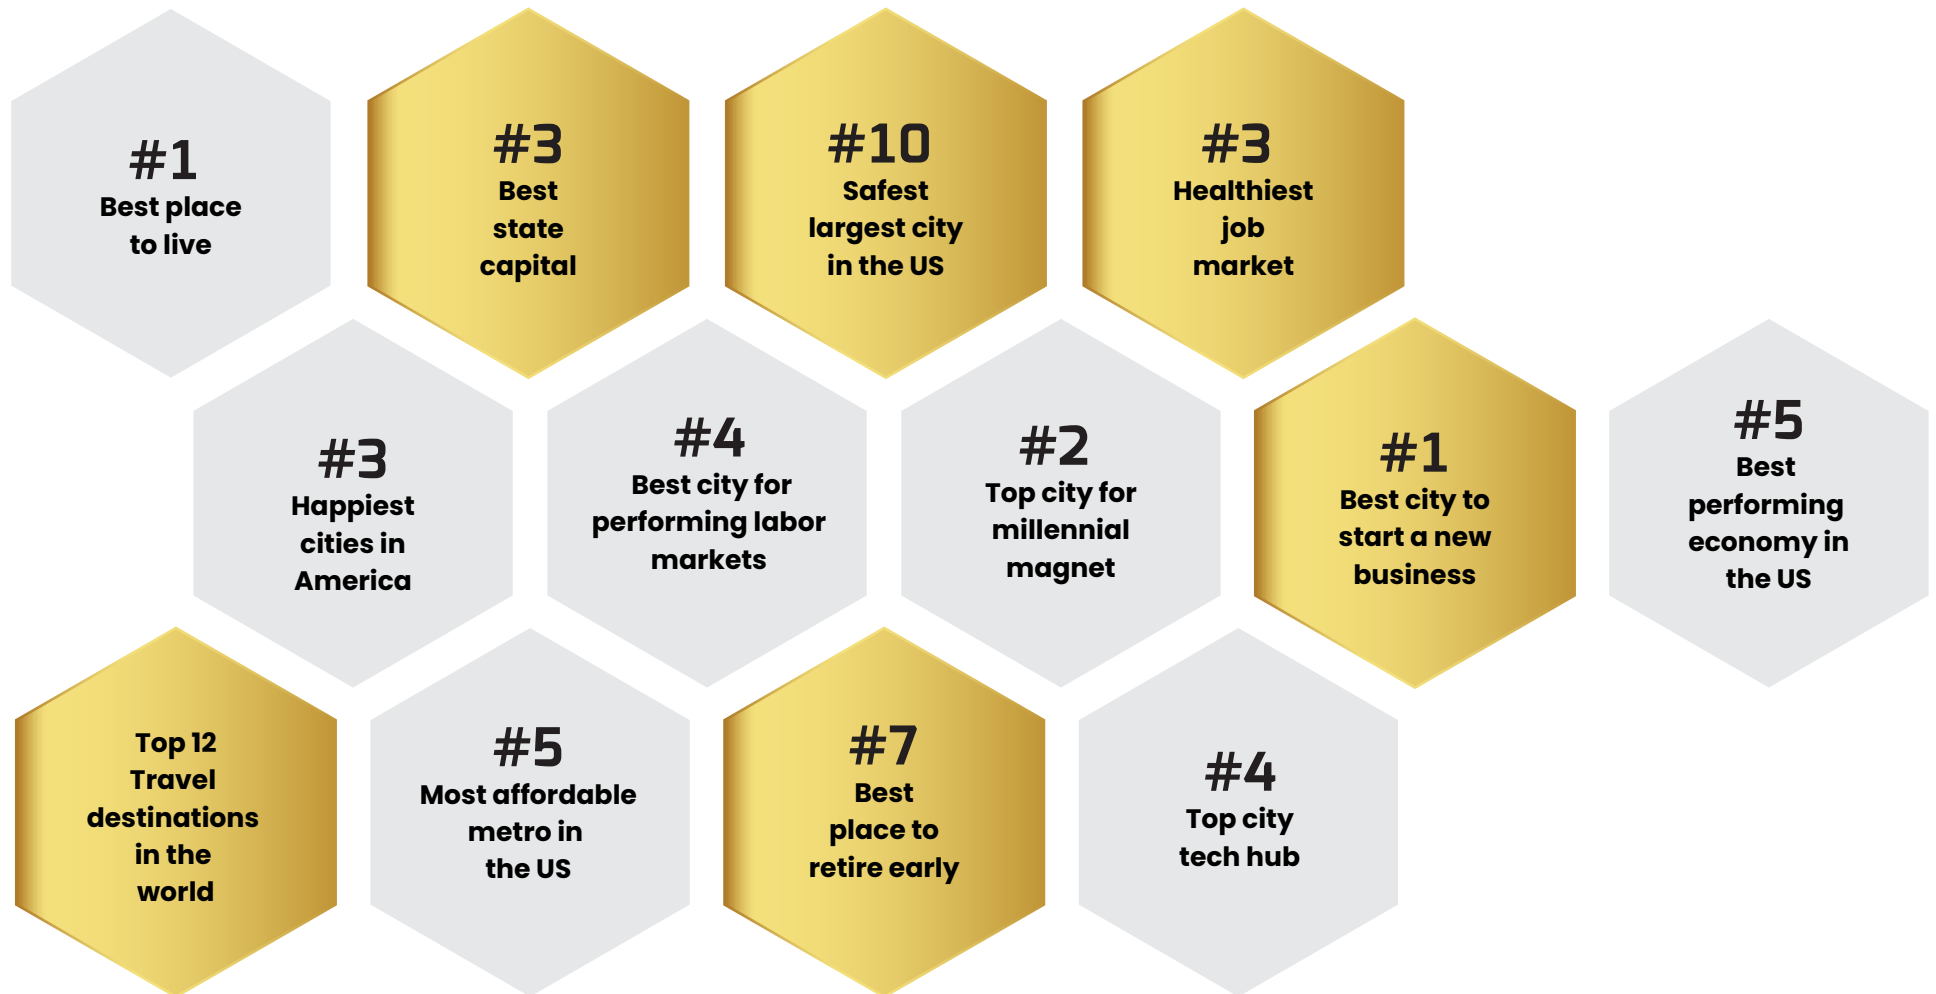 #1
Best place
to live
#3
Best
state
capital
#10
Safest
largest city
in the US
#3
Healthiest
job
market
#3
Happiest
cities in
America
#4
Best city for
performing labor
markets
#2
Top city for
millennial
magnet
#1
Best city to
start a new
business
#5
Best
performing
economy in
the US
Top 12
Travel
destinations
in the
world
#5
Most affordable
metro in
the US
#7
Best
place to
retire early
#4
Top city
tech hub